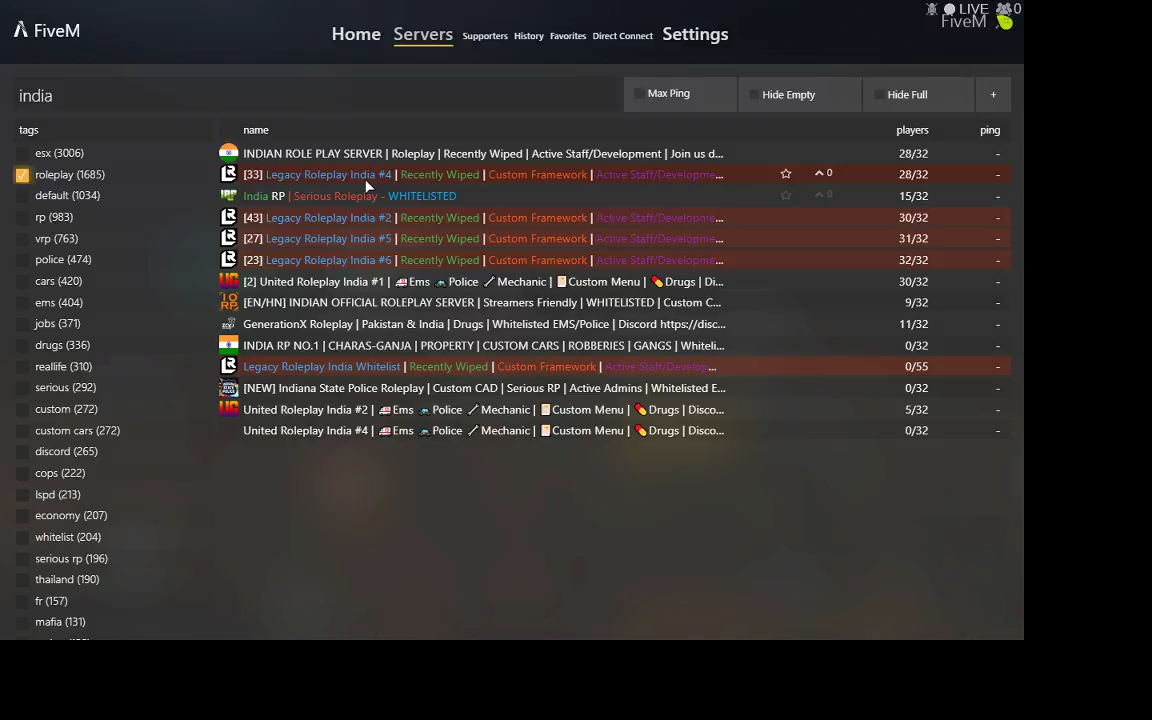 FiveM
Home Servers Supporters History Favorites Direct Connect Settings
LIVE 0
FiveM
india
Max Ping
Hide Empty
Hide Full
+
tags
name players ping
esx (3006)
roleplay (1685)
default (1034)
rp (983)
vrp (763)
police (474)
cars (420)
ems (404)
jobs (371)
drugs (336)
reallife (310)
serious (292)
custom (272)
custom cars (272)
discord (265)
cops (222)
lspd (213)
economy (207)
whitelist (204)
serious rp (196)
thailand (190)
fr (157)
mafia (131)
INDIAN ROLE PLAY SERVER | Roleplay | Recently Wiped | Active Staff/Development | Join us d... 28/32 -
[33] Legacy Roleplay India #4 | Recently Wiped | Custom Framework | Active Staff/Developme... 0 28/32 -
India RP | Serious Roleplay - WHITELISTED 0 15/32 -
[43] Legacy Roleplay India #2 | Recently Wiped | Custom Framework | Active Staff/Developme... 30/32 -
[27] Legacy Roleplay India #5 | Recently Wiped | Custom Framework | Active Staff/Developme... 31/32 -
[23] Legacy Roleplay India #6 | Recently Wiped | Custom Framework | Active Staff/Developme... 32/32 -
[2] United Roleplay India #1 | 🚑Ems 🚓Police 🔧Mechanic | 📋Custom Menu | 💊Drugs | Di... 30/32 -
[EN/HN] INDIAN OFFICIAL ROLEPLAY SERVER | Streamers Friendly | WHITELISTED | Custom C... 9/32 -
GenerationX Roleplay | Pakistan & India | Drugs | Whitelisted EMS/Police | Discord https://disc... 11/32 -
INDIA RP NO.1 | CHARAS-GANJA | PROPERTY | CUSTOM CARS | ROBBERIES | GANGS | Whiteli... 0/32 -
Legacy Roleplay India Whitelist | Recently Wiped | Custom Framework | Active Staff/Develop... 0/55 -
[NEW] Indiana State Police Roleplay | Custom CAD | Serious RP | Active Admins | Whitelisted E... 0/32 -
United Roleplay India #2 | 🚑Ems 🚓Police 🔧Mechanic | 📋Custom Menu | 💊Drugs | Disco... 5/32 -
United Roleplay India #4 | 🚑Ems 🚓Police 🔧Mechanic | 📋Custom Menu | 💊Drugs | Disco... 0/32 -